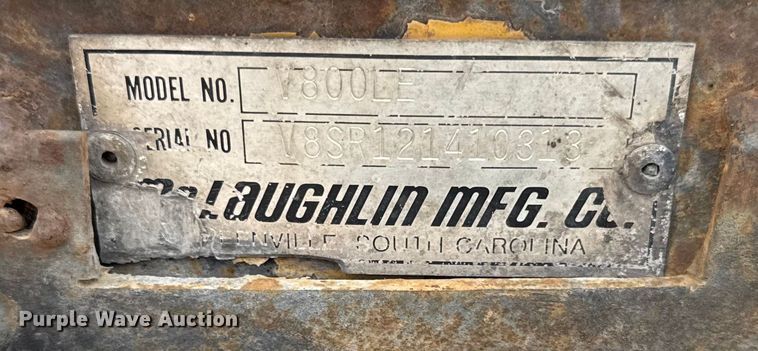 MODEL NO. V800LE
SERIAL NO V8SR121410313
McLAUGHLIN MFG. CO.
GREENVILLE, SOUTH CAROLINA
Purple Wave Auction